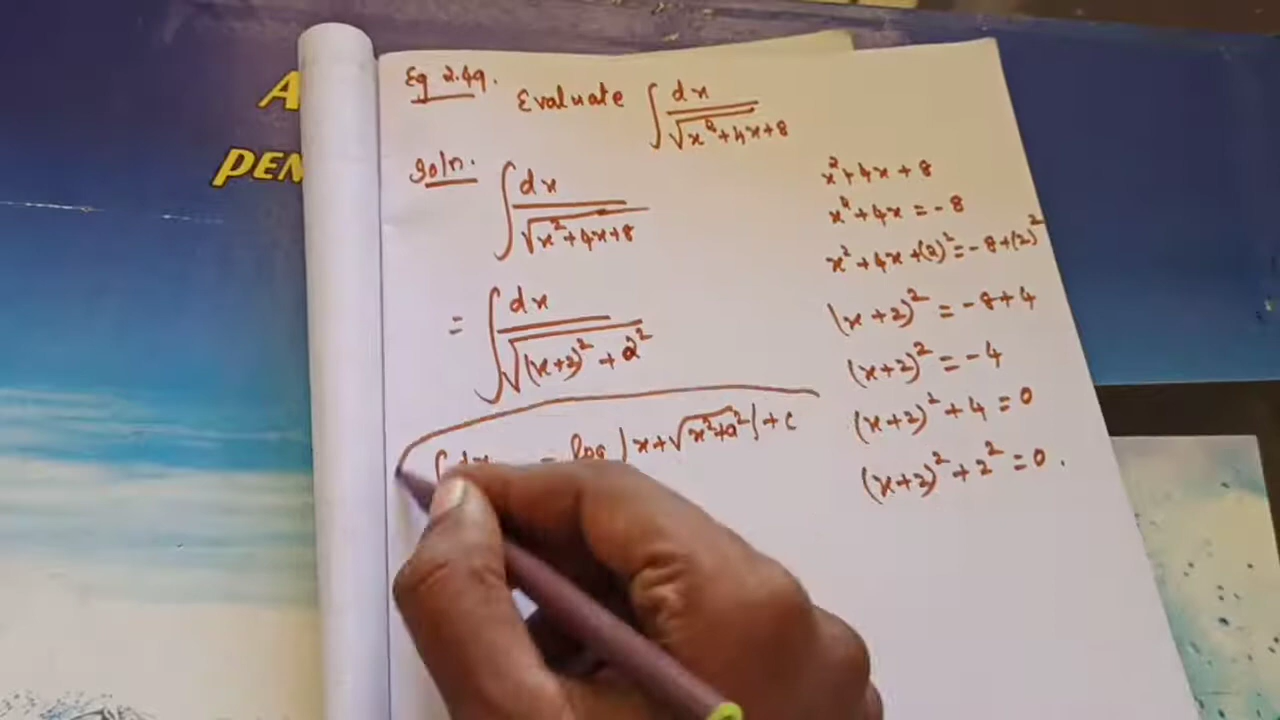 A
PEN
Eg 2.49.
Evaluate ∫ dx / √(x²+4x+8)
Soln.
∫ dx / √(x²+4x+8)
= ∫ dx / √((x+2)² + 2²)
∫ dx = log |x+√(x²+a²)| + c
x²+4x+8
x²+4x = -8
x²+4x+(2)² = -8+(2)²
(x+2)² = -8+4
(x+2)² = -4
(x+2)² + 4 = 0
(x+2)² + 2² = 0.